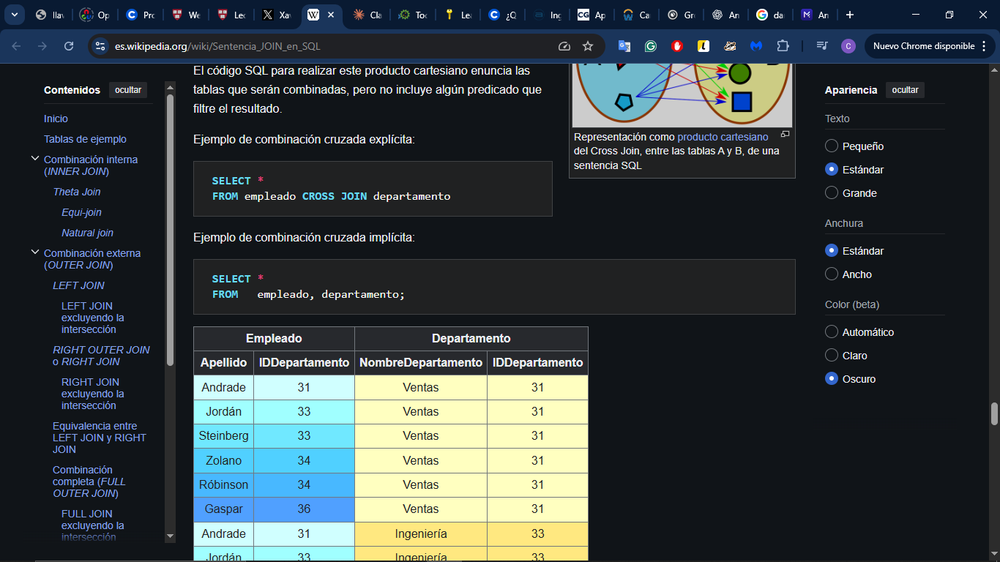 llav
Op
Pro
We
Lec
Xav
Cla
Too
Lea
¿Q
Ing
Ap
Ca
Gro
An
da
An
es.wikipedia.org/wiki/Sentencia_JOIN_en_SQL
C
Nuevo Chrome disponible
Contenidos ocultar
Inicio
Tablas de ejemplo
Combinación interna
(INNER JOIN)
Theta Join
Equi-join
Natural join
Combinación externa
(OUTER JOIN)
LEFT JOIN
LEFT JOIN
excluyendo la
intersección
RIGHT OUTER JOIN
o RIGHT JOIN
RIGHT JOIN
excluyendo la
intersección
Equivalencia entre
LEFT JOIN y RIGHT
JOIN
Combinación
completa (FULL
OUTER JOIN)
FULL JOIN
excluyendo la
intersección
El código SQL para realizar este producto cartesiano enuncia las
tablas que serán combinadas, pero no incluye algún predicado que
filtre el resultado.
Ejemplo de combinación cruzada explícita:
SELECT *
FROM empleado CROSS JOIN departamento
Ejemplo de combinación cruzada implícita:
SELECT *
FROM empleado, departamento;
Representación como producto cartesiano
del Cross Join, entre las tablas A y B, de una
sentencia SQL
Empleado Departamento
Apellido IDDepartamento NombreDepartamento IDDepartamento
Andrade 31 Ventas 31
Jordán 33 Ventas 31
Steinberg 33 Ventas 31
Zolano 34 Ventas 31
Róbinson 34 Ventas 31
Gaspar 36 Ventas 31
Andrade 31 Ingeniería 33
Jordán 33 Ingeniería 33
Apariencia ocultar
Texto
Pequeño
Estándar
Grande
Anchura
Estándar
Ancho
Color (beta)
Automático
Claro
Oscuro